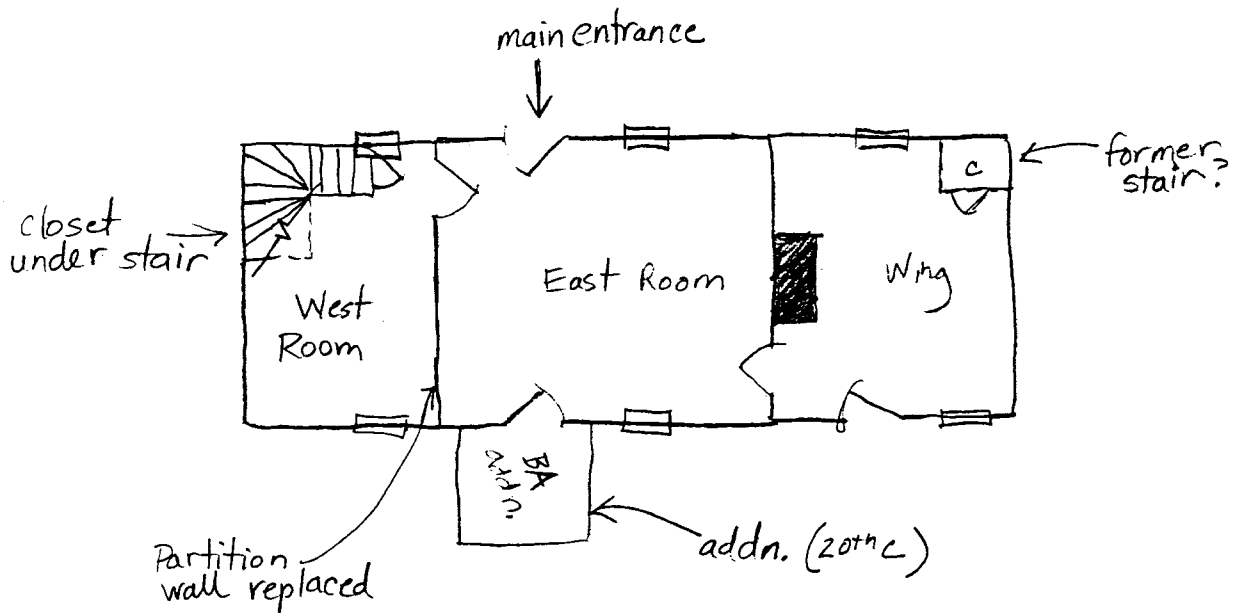 main entrance
former
stair?
C
closet
under stair
East Room
Wing
West
Room
BA
addn.
Partition
wall replaced
addn. (20th C)